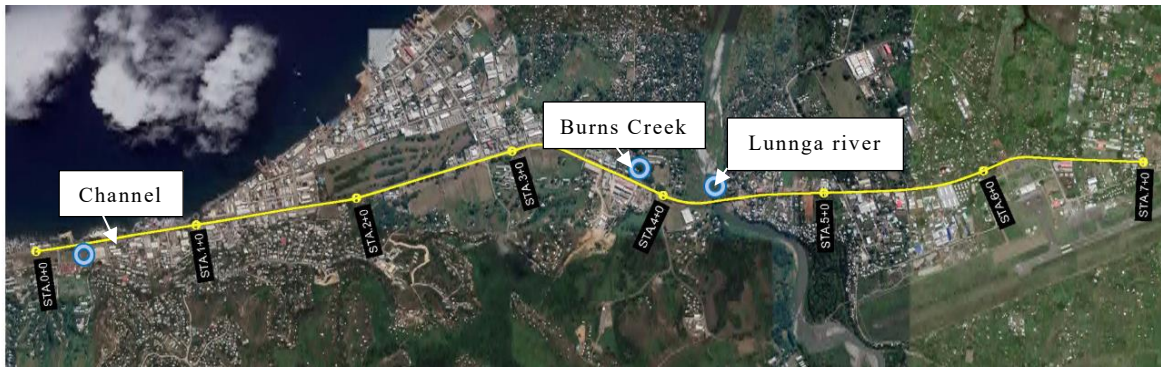 Channel
Burns Creek
Lunnga river
STA.0+0
STA.1+0
STA.2+0
STA.3+0
STA.4+0
STA.5+0
STA.6+0
STA.7+0